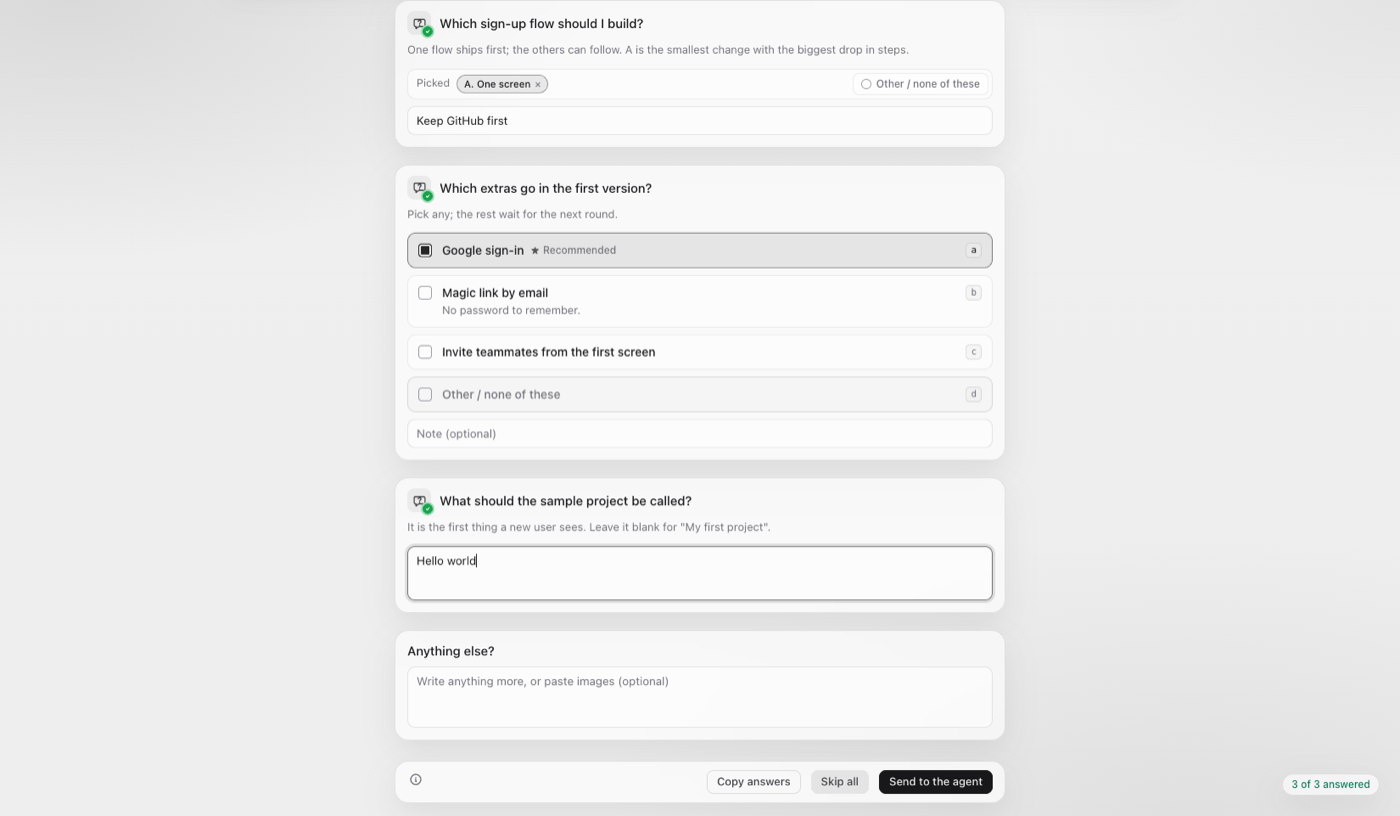 Which sign-up flow should I build?
One flow ships first; the others can follow. A is the smallest change with the biggest drop in steps.
Picked A. One screen × Other / none of these
Keep GitHub first
Which extras go in the first version?
Pick any; the rest wait for the next round.
Google sign-in ★ Recommended a
Magic link by email b
No password to remember.
Invite teammates from the first screen c
Other / none of these d
Note (optional)
What should the sample project be called?
It is the first thing a new user sees. Leave it blank for "My first project".
Hello world
Anything else?
Write anything more, or paste images (optional)
Copy answers Skip all Send to the agent
3 of 3 answered